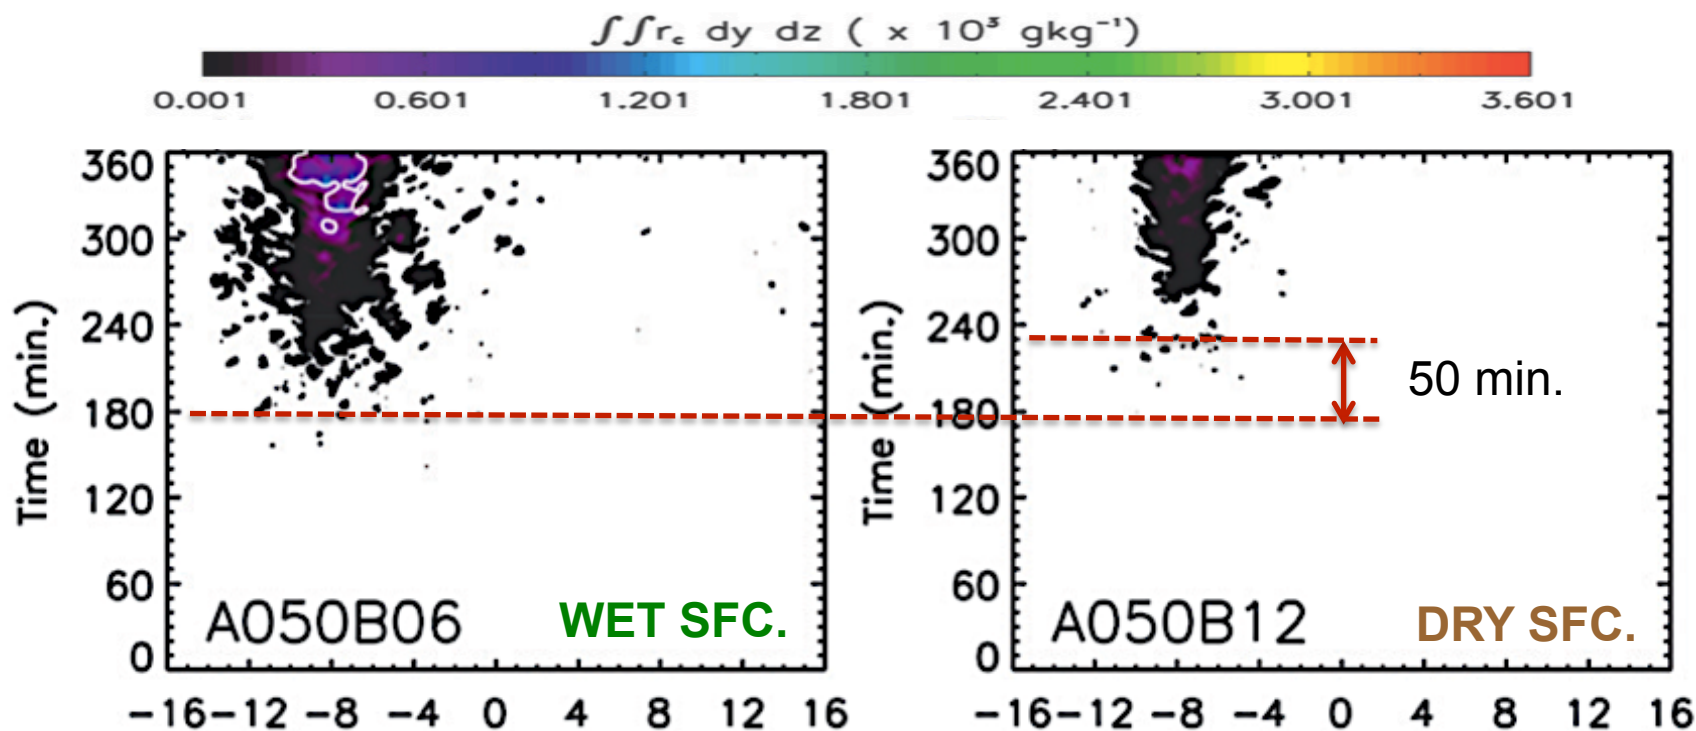 ∫∫r_c dy dz ( x 10³ gkg⁻¹)
0.001 0.601 1.201 1.801 2.401 3.001 3.601
Time (min.)
360
300
240
180
120
60
0
A050B06 WET SFC.
-16 -12 -8 -4 0 4 8 12 16
Time (min.)
360
300
240
180
120
60
0
50 min.
A050B12 DRY SFC.
-16 -12 -8 -4 0 4 8 12 16